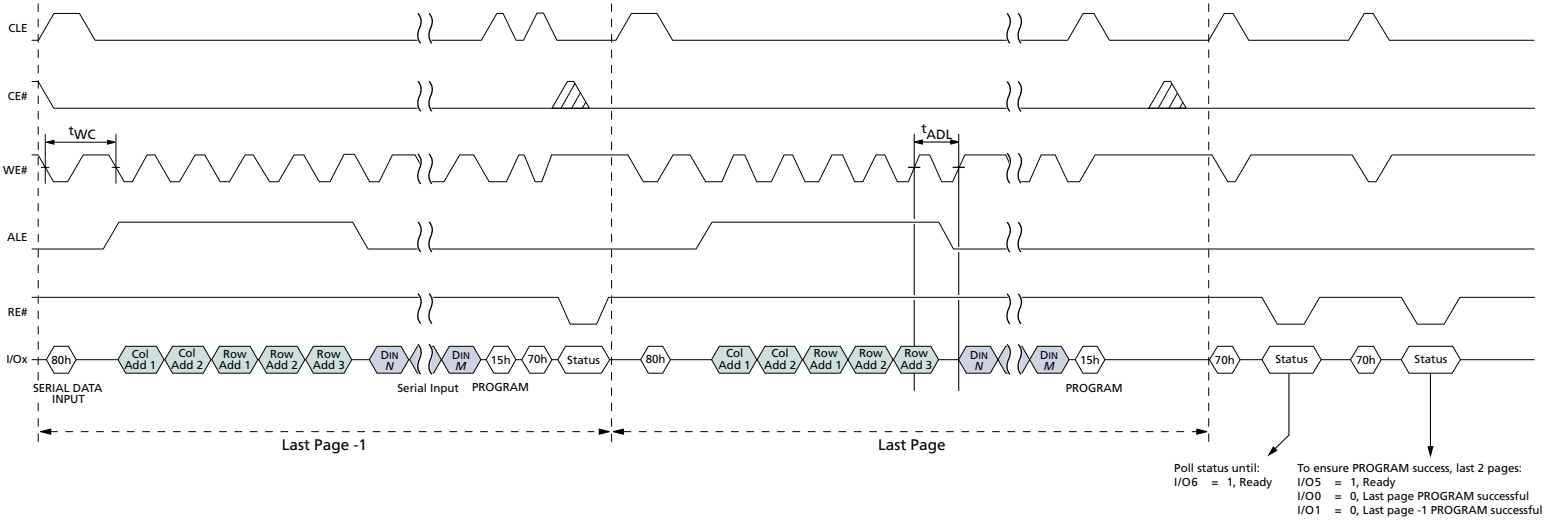 CLE
CE#
tWC
tADL
WE#
ALE
RE#
I/Ox
80h
Col Add 1
Col Add 2
Row Add 1
Row Add 2
Row Add 3
DIN N
DIN M
15h
70h
Status
80h
Col Add 1
Col Add 2
Row Add 1
Row Add 2
Row Add 3
DIN N
DIN M
15h
70h
Status
70h
Status
SERIAL DATA
INPUT
Serial Input
PROGRAM
PROGRAM
Last Page -1
Last Page
Poll status until:
I/O6 = 1, Ready
To ensure PROGRAM success, last 2 pages:
I/O5 = 1, Ready
I/O0 = 0, Last page PROGRAM successful
I/O1 = 0, Last page -1 PROGRAM successful